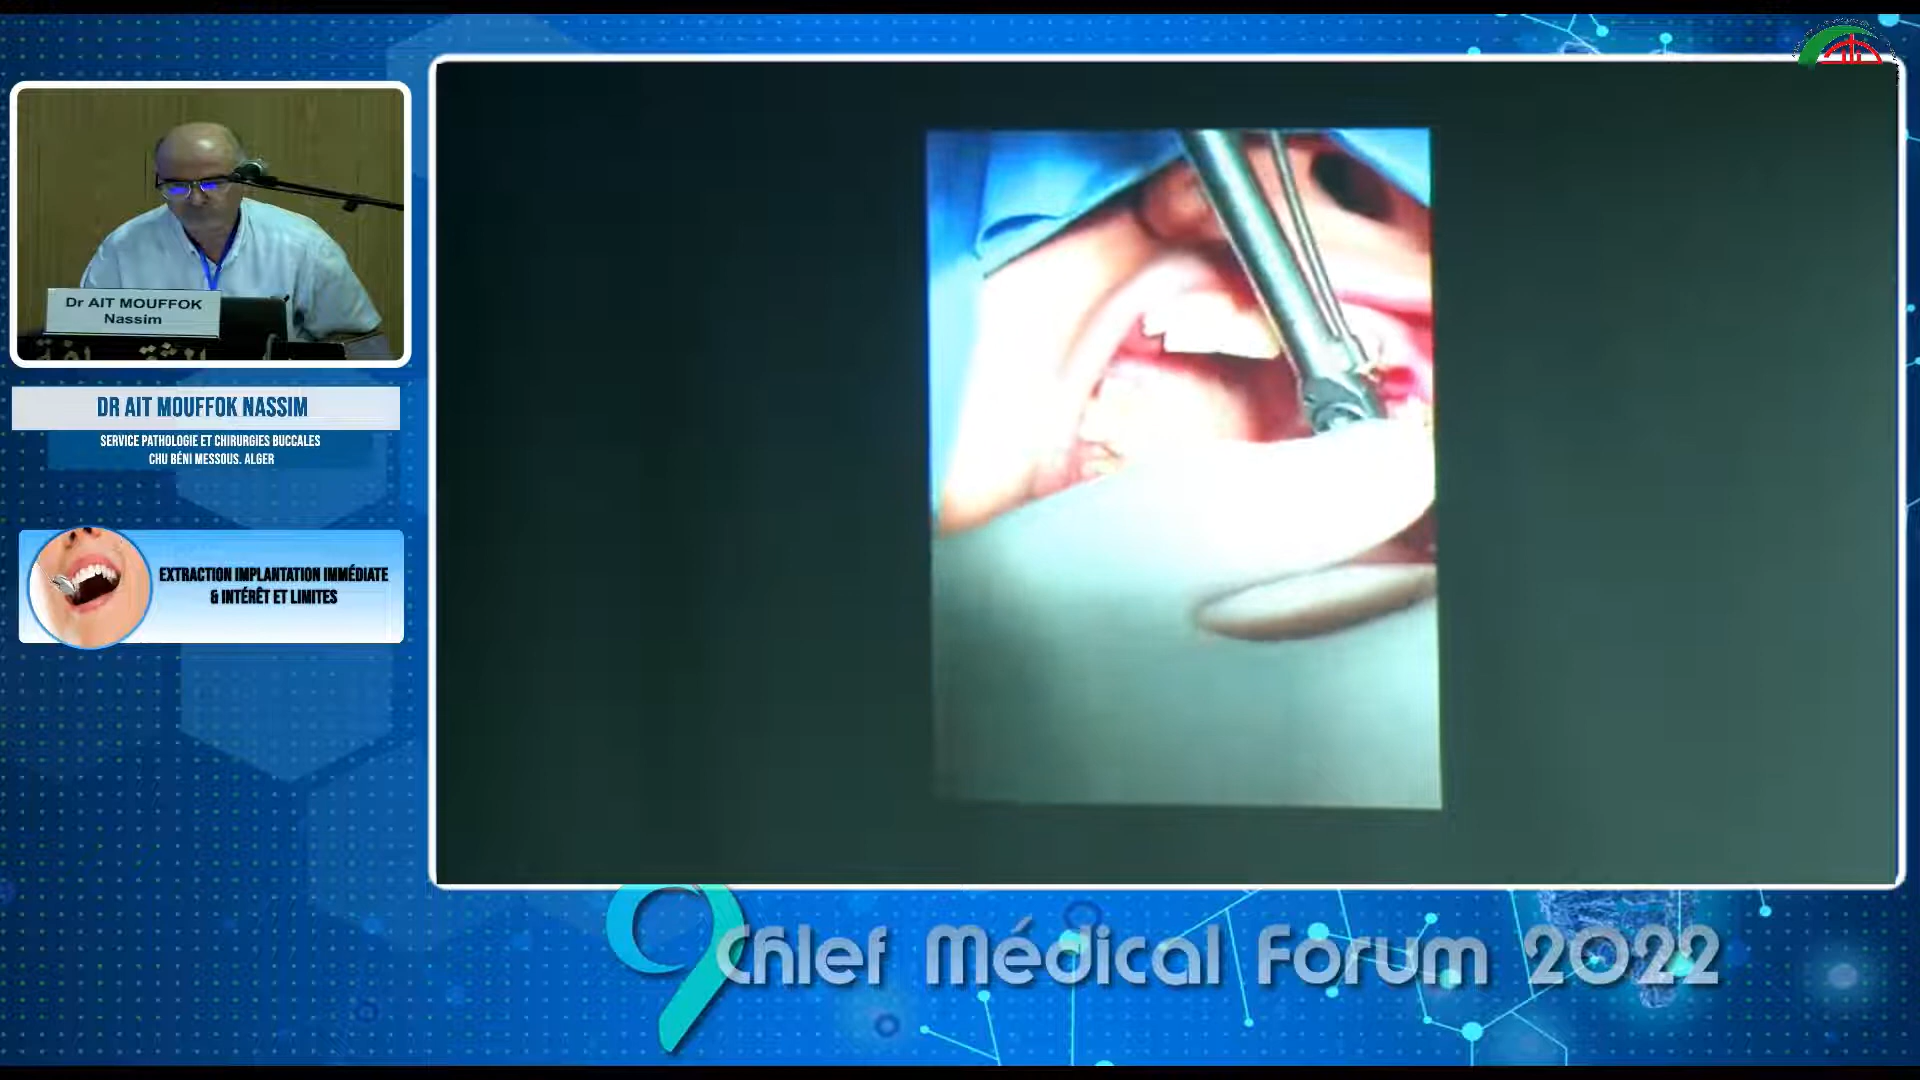 Dr AIT MOUFFOK
Nassim
DR AIT MOUFFOK NASSIM
SERVICE PATHOLOGIE ET CHIRURGIES BUCCALES
CHU BÉNI MESSOUS. ALGER
EXTRACTION IMPLANTATION IMMÉDIATE
& INTÉRÊT ET LIMITES
9 Chlef Médical Forum 2022